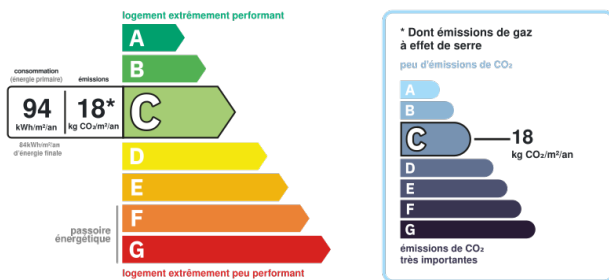 logement extrêmement performant
consommation
(énergie primaire)
émissions
94
kWh/m²/an
18*
kg CO₂/m²/an
84kWh/m²/an
d'énergie finale
A
B
C
D
E
F
G
passoire
énergétique
logement extrêmement peu performant
* Dont émissions de gaz
à effet de serre
peu d'émissions de CO₂
A
B
C
18
kg CO₂/m²/an
D
E
F
G
émissions de CO₂
très importantes